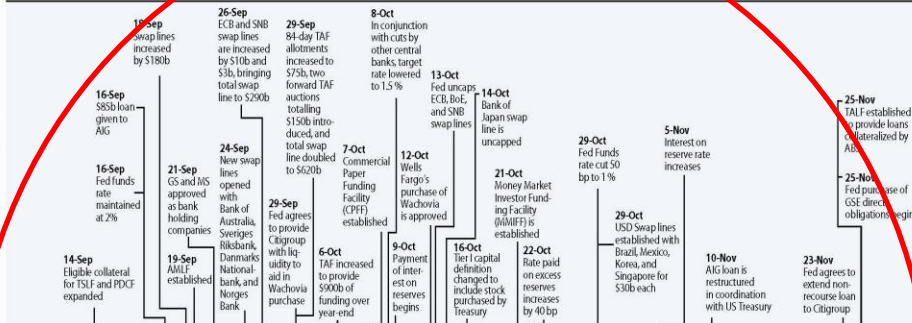 14-Sep
Eligible collateral
for TSLF and PDCF
expanded
16-Sep
$85b loan
given to
AIG
16-Sep
Fed funds
rate
maintained
at 2%
18-Sep
Swap lines
increased
by $180b
19-Sep
AMLF
established
21-Sep
GS and MS
approved
as bank
holding
companies
24-Sep
New swap
lines
opened
with
Bank of
Australia,
Sveriges
Riksbank,
Danmarks
National-
bank, and
Norges
Bank
26-Sep
ECB and SNB
swap lines
are increased
by $10b and
$3b, bringing
total swap
line to $290b
29-Sep
84-day TAF
allotments
increased to
$75b, two
forward TAF
auctions
totalling
$150b intro-
duced, and
total swap
line doubled
to $620b
29-Sep
Fed agrees
to provide
Citigroup
with liq-
uidity to
aid in
Wachovia
purchase
6-Oct
TAF increased
to provide
$900b of
funding over
year-end
7-Oct
Commercial
Paper
Funding
Facility
(CPFF)
established
8-Oct
In conjunction
with cuts by
other central
banks, target
rate lowered
to 1.5 %
9-Oct
Payment
of inter-
est on
reserves
begins
12-Oct
Wells
Fargo's
purchase of
Wachovia
is approved
13-Oct
Fed uncaps
ECB, BoE,
and SNB
swap lines
14-Oct
Bank of
Japan swap
line is
uncapped
16-Oct
Tier I capital
definition
changed to
include stock
purchased by
Treasury
21-Oct
Money Market
Investor Fund-
ing Facility
(MMIFF) is
established
22-Oct
Rate paid
on excess
reserves
increases
by 40 bp
29-Oct
Fed Funds
rate cut 50
bp to 1 %
29-Oct
USD Swap lines
established with
Brazil, Mexico,
Korea, and
Singapore for
$30b each
5-Nov
Interest on
reserve rate
increased
10-Nov
AIG loan is
restructured
in coordination
with US Treasury
23-Nov
Fed agrees to
extend non-
recourse loan
to Citigroup
25-Nov
TALF established
to provide loans
collateralized by
25-Nov
Fed purchase of
GSE direct
obligations begin